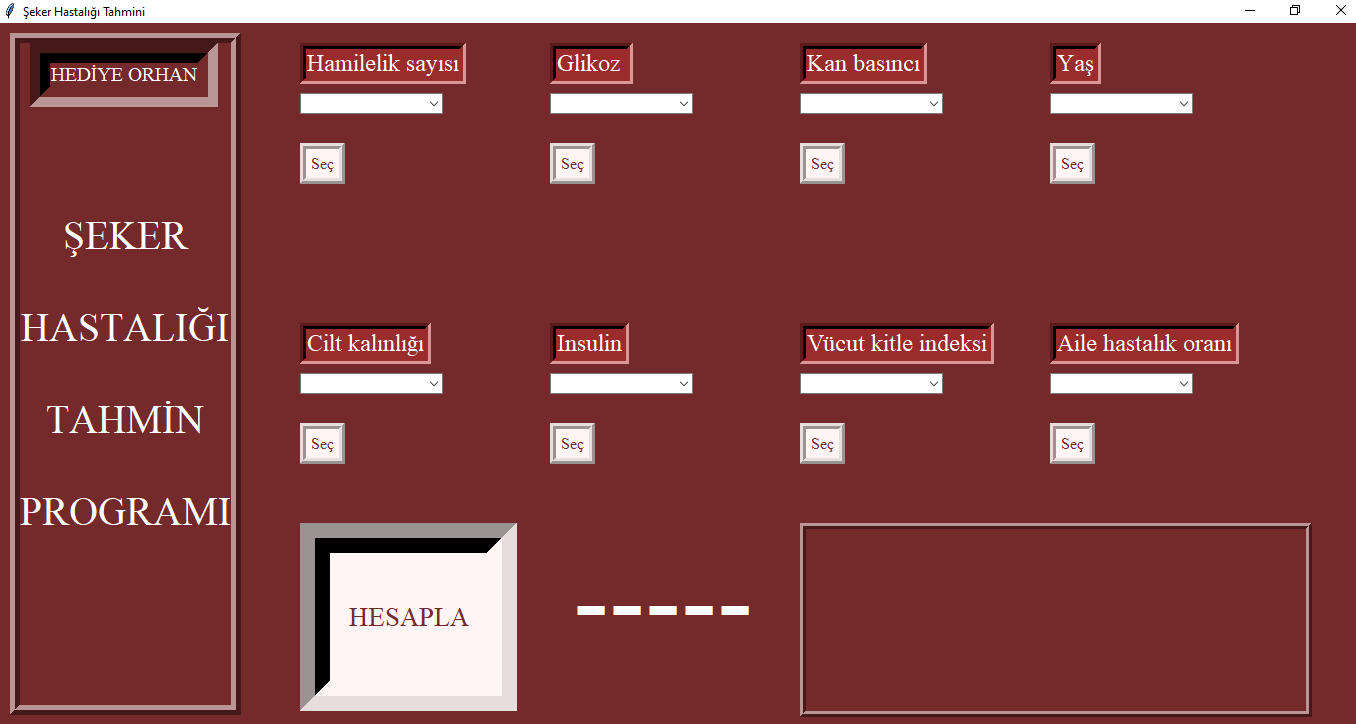 Şeker Hastalığı Tahmini
HEDİYE ORHAN
ŞEKER
HASTALIĞI
TAHMİN
PROGRAMI
Hamilelik sayısı
Glikoz
Kan basıncı
Yaş
Seç
Seç
Seç
Seç
Cilt kalınlığı
Insulin
Vücut kitle indeksi
Aile hastalık oranı
Seç
Seç
Seç
Seç
HESAPLA
-----